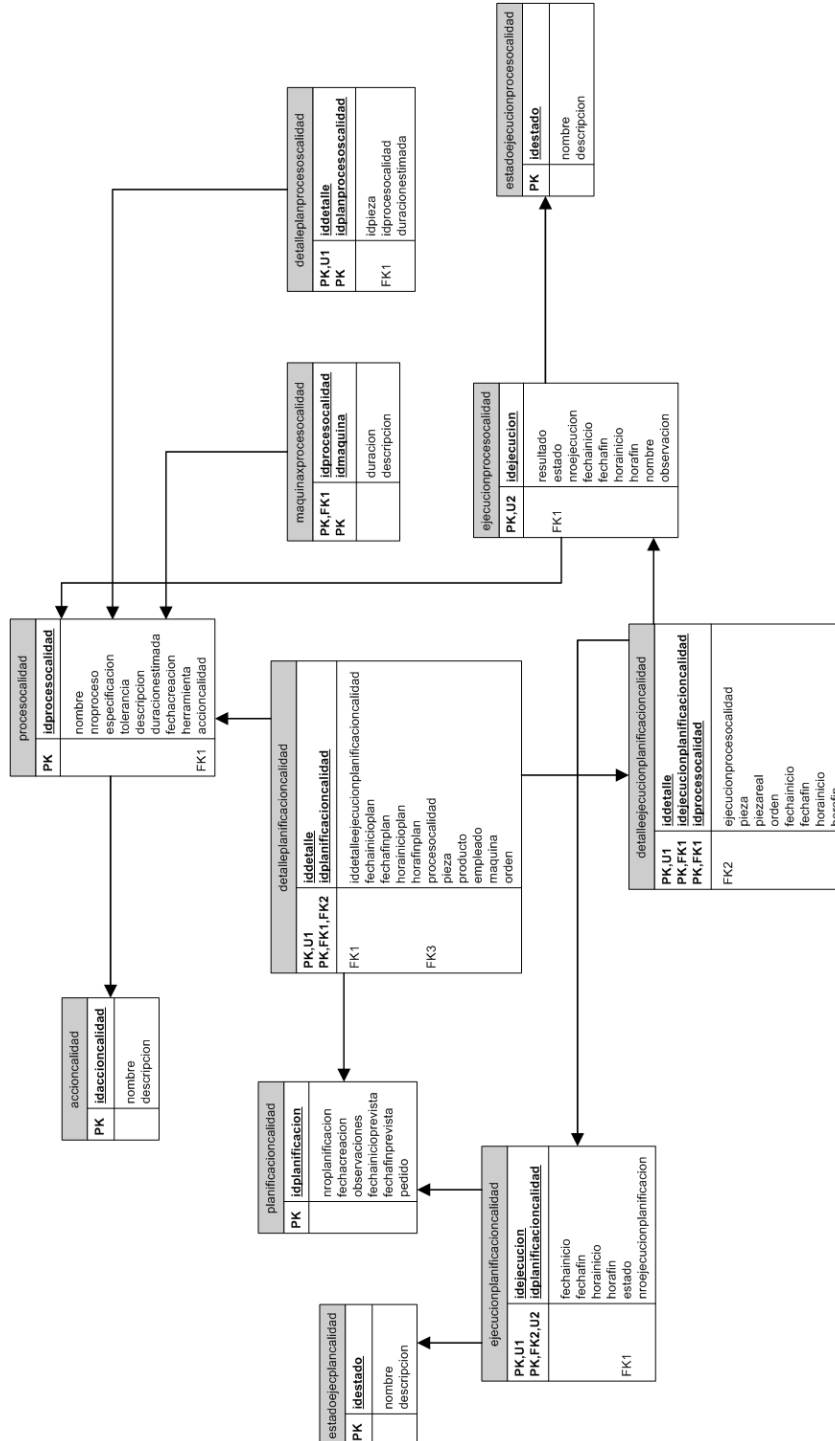 procesocalidad
PK idprocesocalidad
nombre
nroproceso
especificacion
tolerancia
descripcion
duracionestimada
fechacreacion
herramienta
FK1 accioncalidad
accioncalidad
PK idaccioncalidad
nombre
descripcion
planificacioncalidad
PK idplanificacion
nroplanificacion
fechacreacion
observaciones
fechainicioprevista
fechafinprevista
pedido
detalleplanificacioncalidad
PK,U1 iddetalle
PK,FK1,FK2 idplanificacioncalidad
FK1 iddetalleejecucionplanificacioncalidad
fechainicioplan
fechafinplan
horainicioplan
horafinplan
FK3 procesocalidad
pieza
producto
empleado
maquina
orden
maquinaxprocesocalidad
PK,FK1 idprocesocalidad
PK idmaquina
duracion
descripcion
detalleplanprocesoscalidad
PK,U1 iddetalle
PK idplanprocesoscalidad
idpieza
FK1 idprocesocalidad
duracionestimada
estadoejecplancalidad
PK idestado
nombre
descripcion
ejecucionplanificacioncalidad
PK,U1 idejecucion
PK,FK2,U2 idplanificacioncalidad
fechainicio
fechafin
horainicio
horafin
FK1 estado
nroejecucionplanificacion
ejecucionprocesocalidad
PK,U2 idejecucion
resultado
FK1 estado
nroejecucion
fechainicio
fechafin
horainicio
horafin
nombre
observacion
estadoejecucionprocesocalidad
PK idestado
nombre
descripcion
detalleejecucionplanificacioncalidad
PK,U1 iddetalle
PK,FK1 idejecucionplanificacioncalidad
PK,FK1 idprocesocalidad
FK2 ejecucionprocesocalidad
pieza
piezareal
orden
fechainicio
fechafin
horainicio
horafin